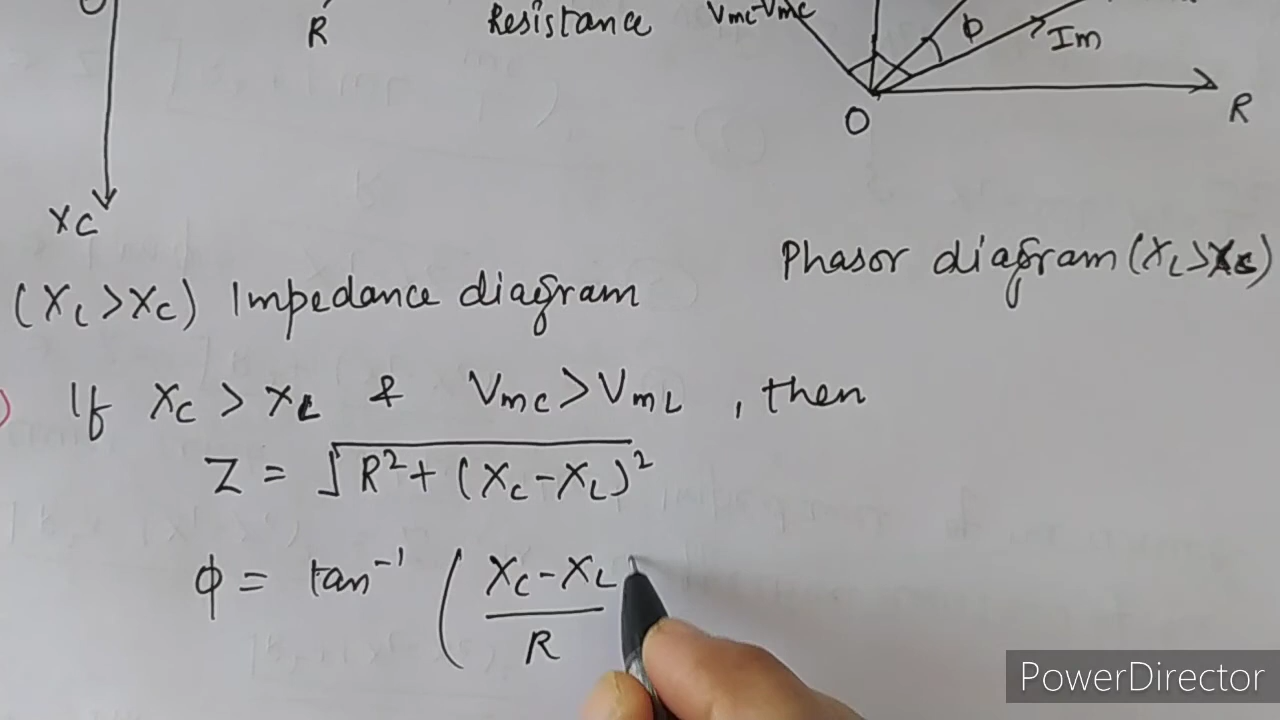 R
Resistance
Vmc-Vmc
ϕ
Im
R
O
XC
Phasor diagram (XL>XC)
(XL>XC) Impedance diagram
If XC > XL & VmC > VmL , then
Z = √R²+ (XC-XL)²
ϕ = tan⁻¹ ( XC-XL
R
PowerDirector